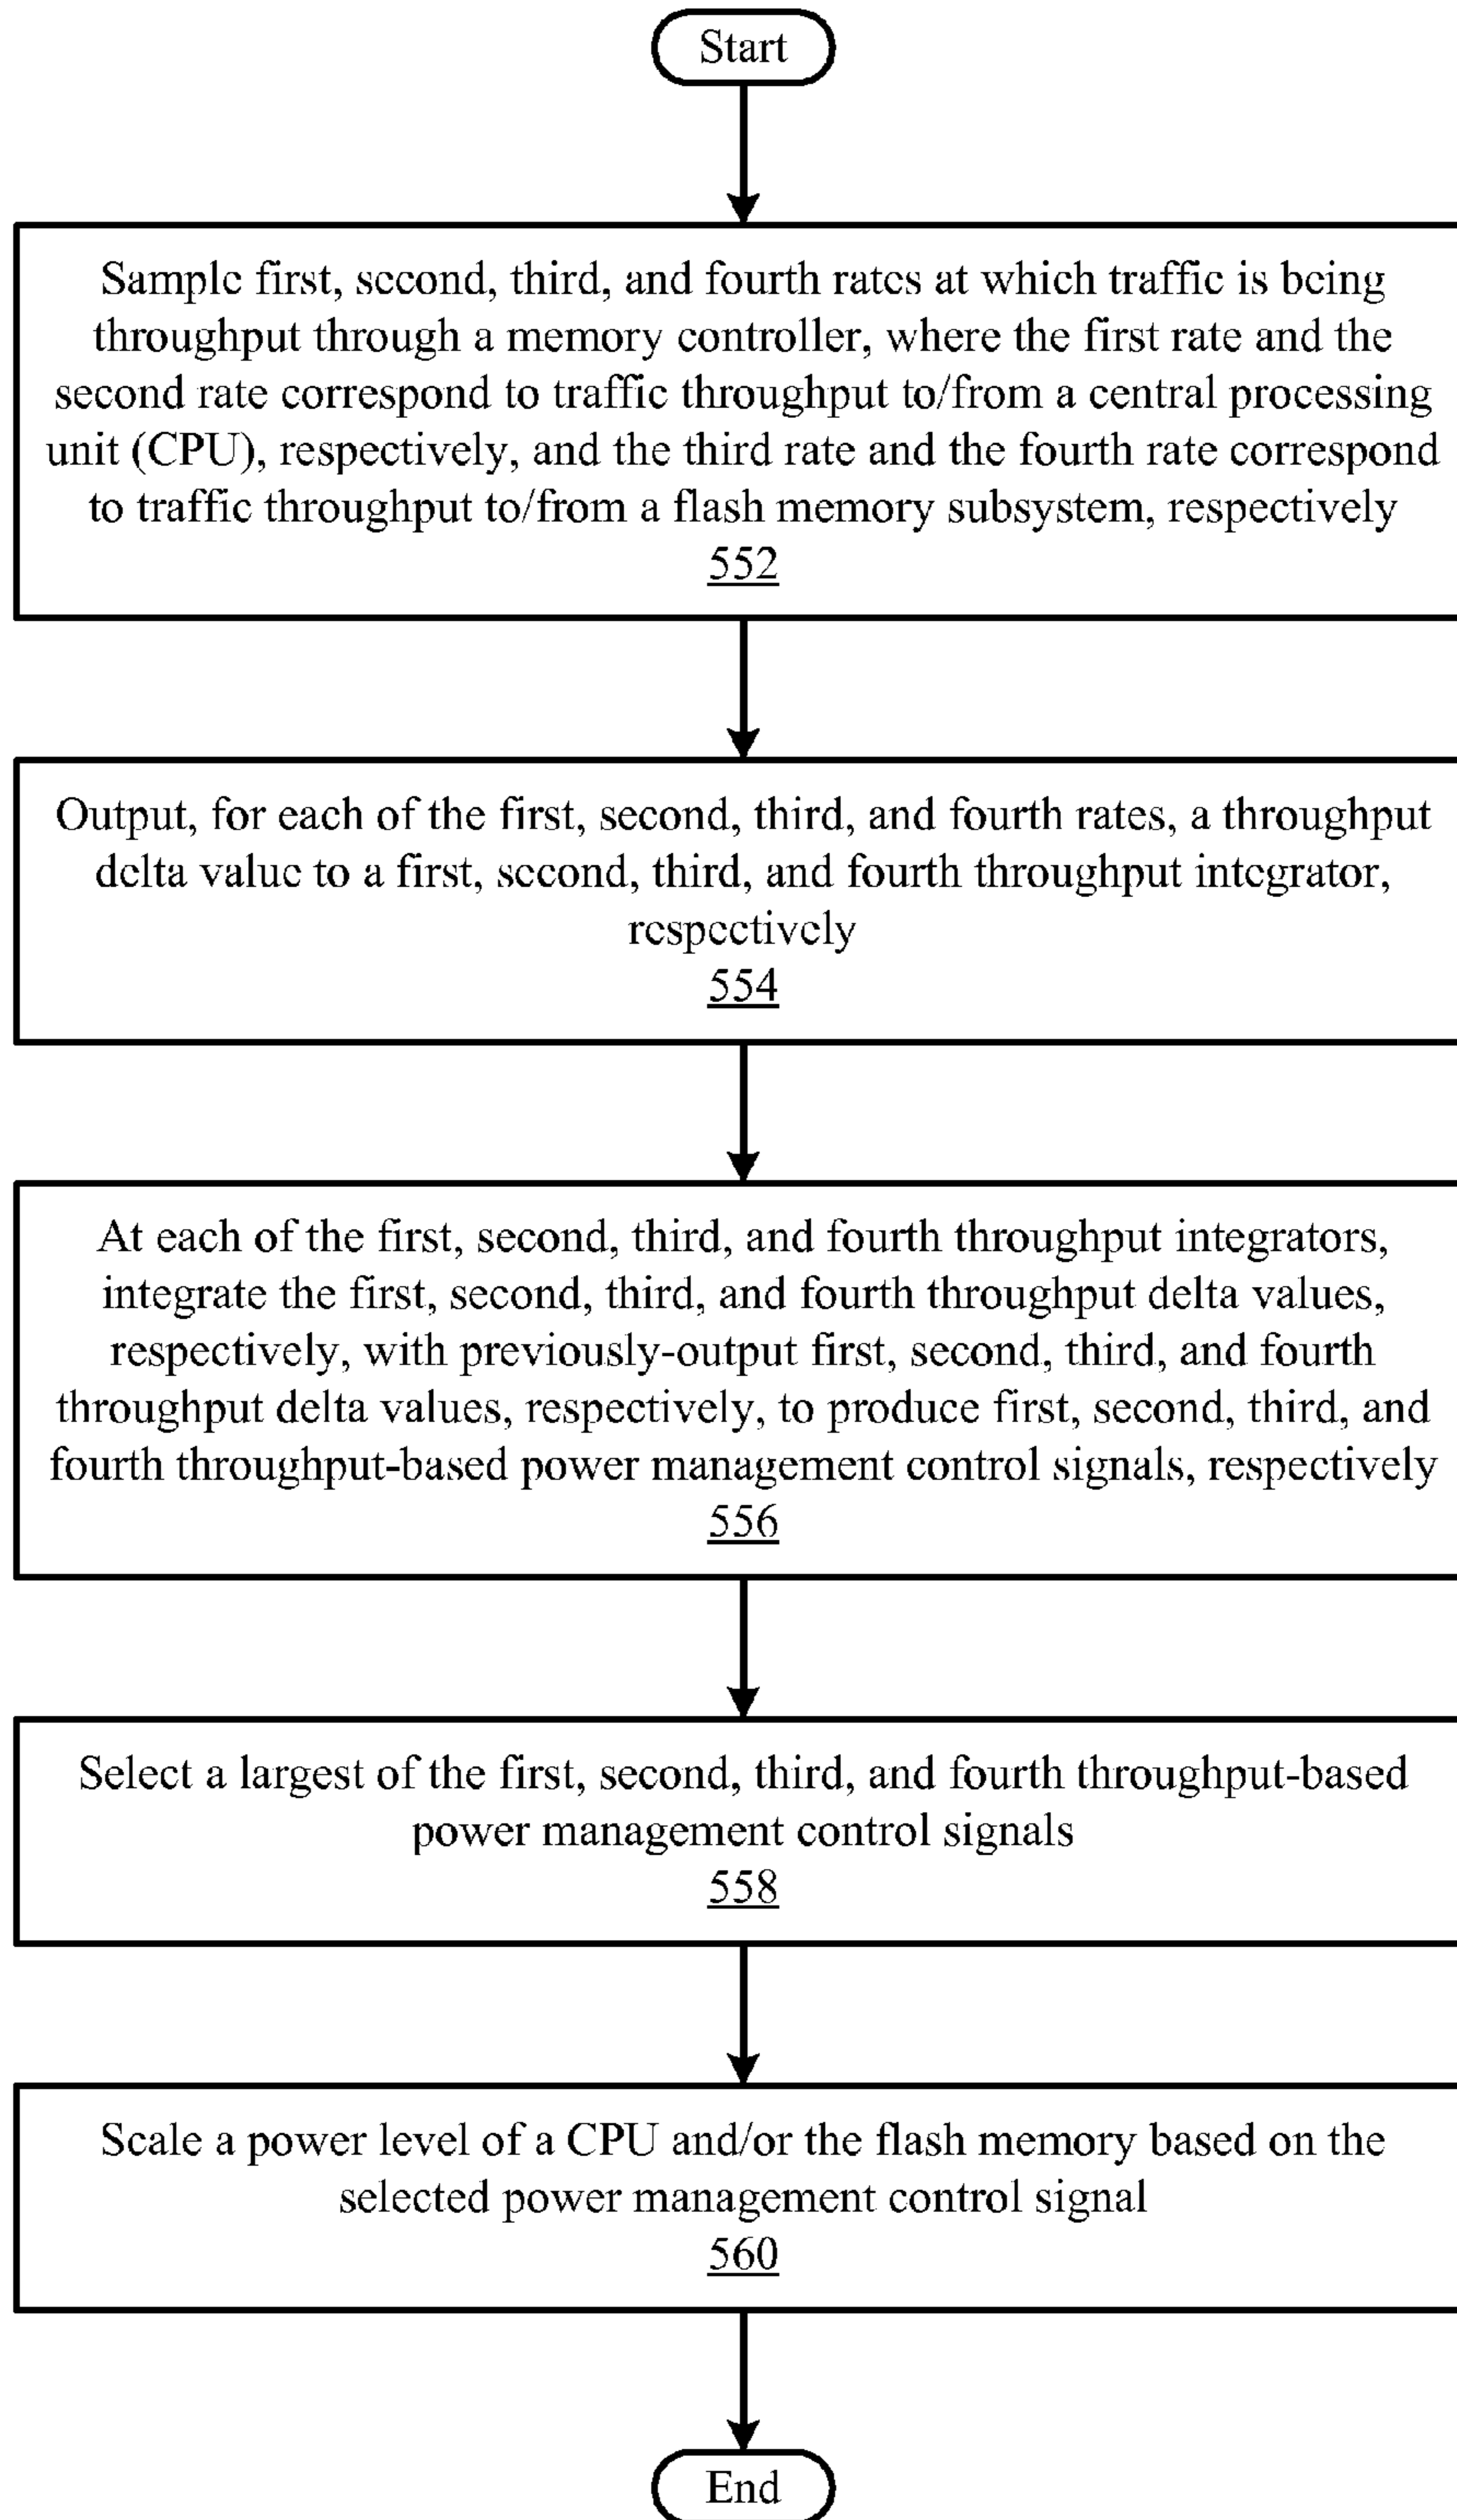 Start
Sample first, second, third, and fourth rates at which traffic is being
throughput through a memory controller, where the first rate and the
second rate correspond to traffic throughput to/from a central processing
unit (CPU), respectively, and the third rate and the fourth rate correspond
to traffic throughput to/from a flash memory subsystem, respectively
552
Output, for each of the first, second, third, and fourth rates, a throughput
delta value to a first, second, third, and fourth throughput integrator,
respectively
554
At each of the first, second, third, and fourth throughput integrators,
integrate the first, second, third, and fourth throughput delta values,
respectively, with previously-output first, second, third, and fourth
throughput delta values, respectively, to produce first, second, third, and
fourth throughput-based power management control signals, respectively
556
Select a largest of the first, second, third, and fourth throughput-based
power management control signals
558
Scale a power level of a CPU and/or the flash memory based on the
selected power management control signal
560
End